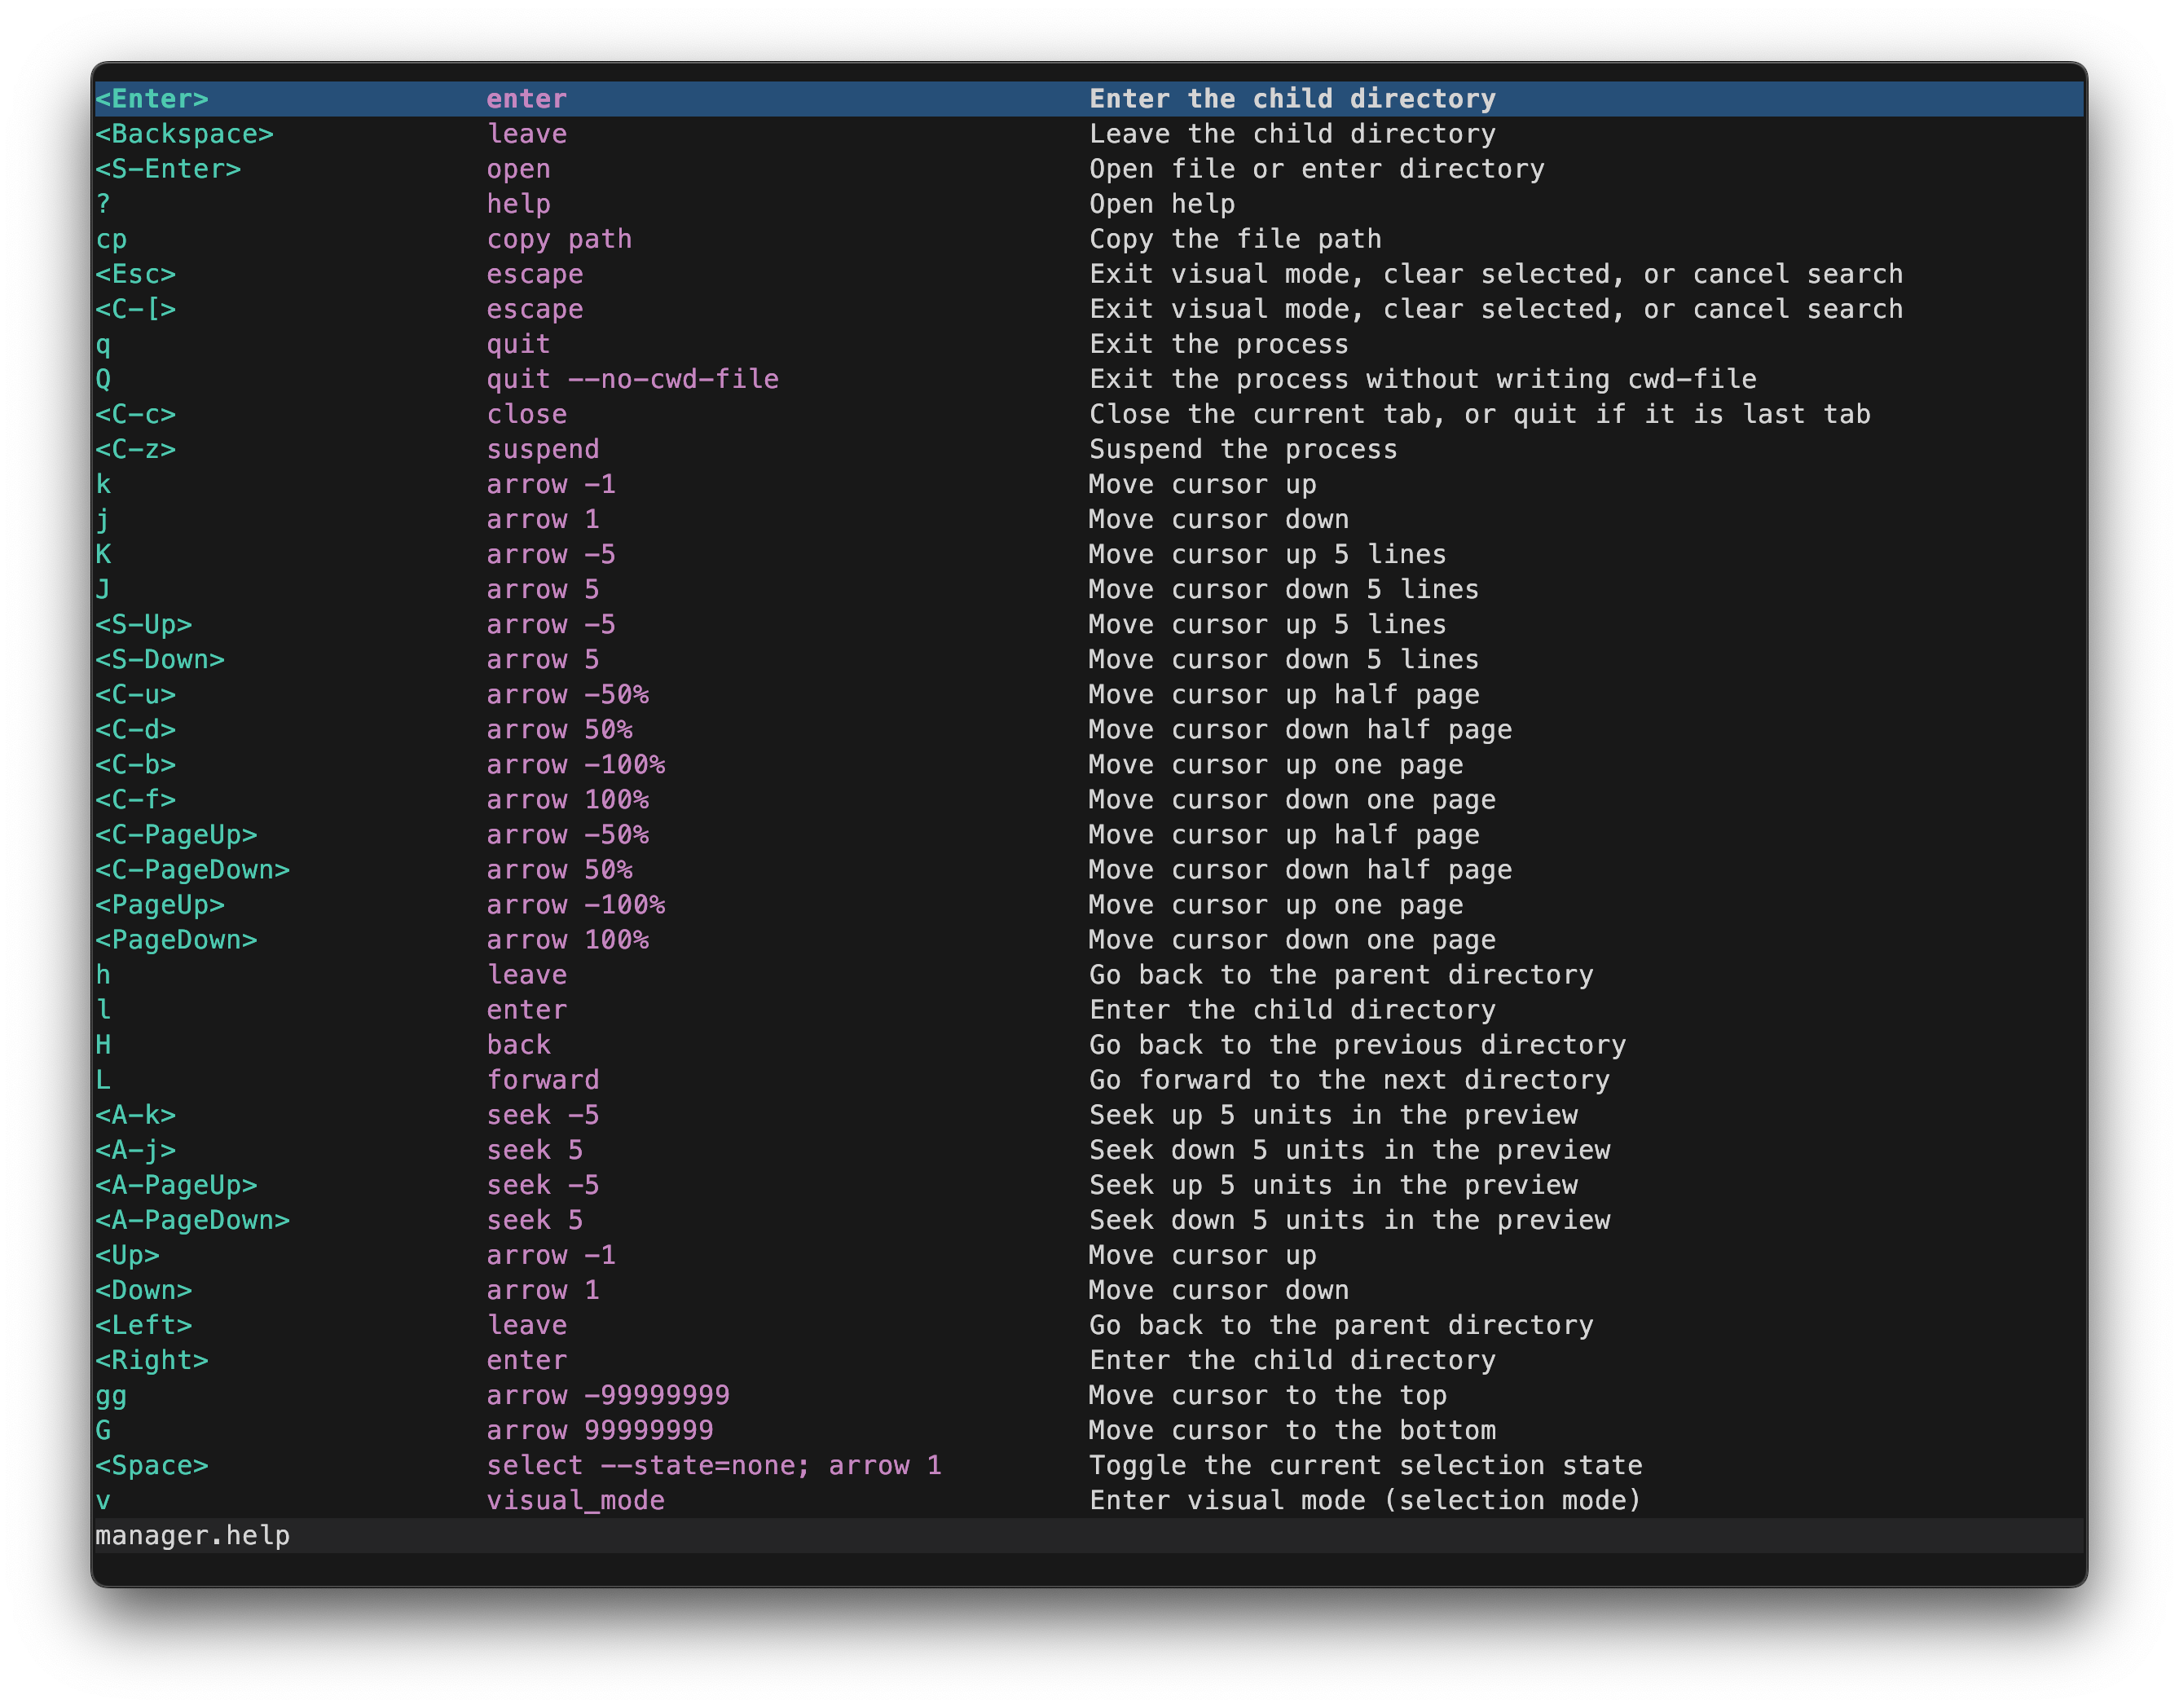 <Enter> enter Enter the child directory
<Backspace> leave Leave the child directory
<S-Enter> open Open file or enter directory
? help Open help
cp copy path Copy the file path
<Esc> escape Exit visual mode, clear selected, or cancel search
<C-[> escape Exit visual mode, clear selected, or cancel search
q quit Exit the process
Q quit --no-cwd-file Exit the process without writing cwd-file
<C-c> close Close the current tab, or quit if it is last tab
<C-z> suspend Suspend the process
k arrow -1 Move cursor up
j arrow 1 Move cursor down
K arrow -5 Move cursor up 5 lines
J arrow 5 Move cursor down 5 lines
<S-Up> arrow -5 Move cursor up 5 lines
<S-Down> arrow 5 Move cursor down 5 lines
<C-u> arrow -50% Move cursor up half page
<C-d> arrow 50% Move cursor down half page
<C-b> arrow -100% Move cursor up one page
<C-f> arrow 100% Move cursor down one page
<C-PageUp> arrow -50% Move cursor up half page
<C-PageDown> arrow 50% Move cursor down half page
<PageUp> arrow -100% Move cursor up one page
<PageDown> arrow 100% Move cursor down one page
h leave Go back to the parent directory
l enter Enter the child directory
H back Go back to the previous directory
L forward Go forward to the next directory
<A-k> seek -5 Seek up 5 units in the preview
<A-j> seek 5 Seek down 5 units in the preview
<A-PageUp> seek -5 Seek up 5 units in the preview
<A-PageDown> seek 5 Seek down 5 units in the preview
<Up> arrow -1 Move cursor up
<Down> arrow 1 Move cursor down
<Left> leave Go back to the parent directory
<Right> enter Enter the child directory
gg arrow -99999999 Move cursor to the top
G arrow 99999999 Move cursor to the bottom
<Space> select --state=none; arrow 1 Toggle the current selection state
v visual_mode Enter visual mode (selection mode)
manager.help